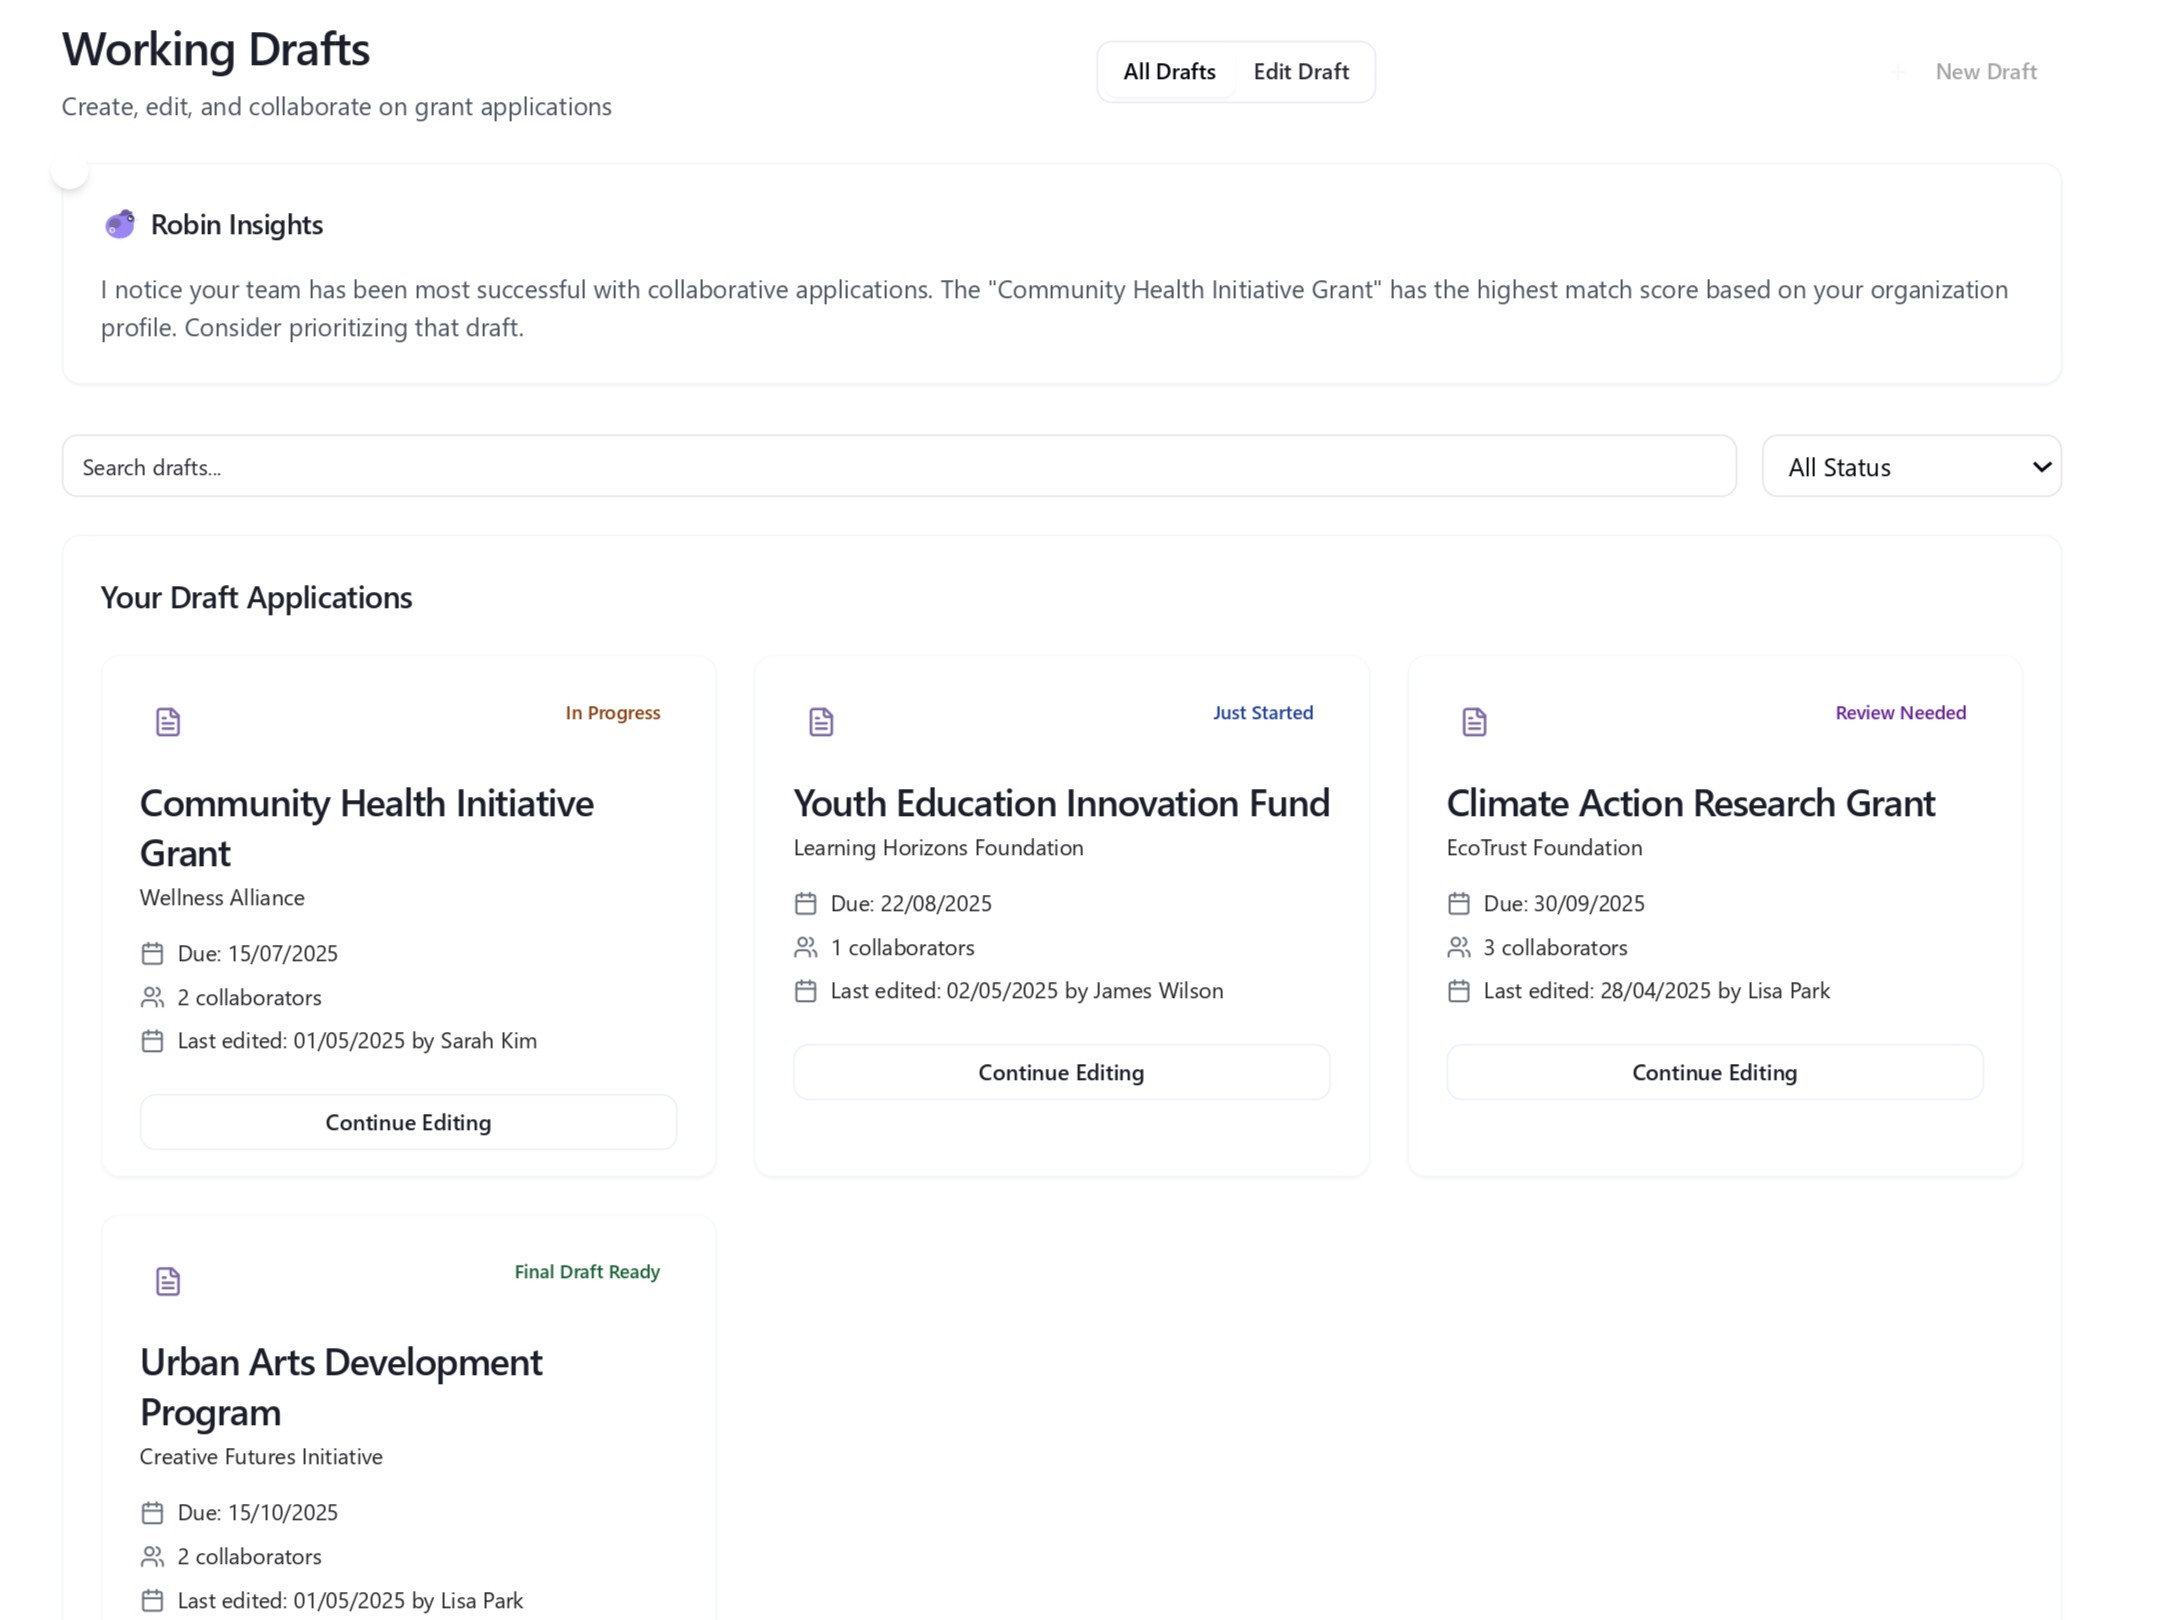 Working Drafts
Create, edit, and collaborate on grant applications
All Drafts
Edit Draft
New Draft
Robin Insights
I notice your team has been most successful with collaborative applications. The "Community Health Initiative Grant" has the highest match score based on your organization
profile. Consider prioritizing that draft.
Search drafts...
All Status
Your Draft Applications
In Progress
Community Health Initiative
Grant
Wellness Alliance
Due: 15/07/2025
2 collaborators
Last edited: 01/05/2025 by Sarah Kim
Continue Editing
Just Started
Youth Education Innovation Fund
Learning Horizons Foundation
Due: 22/08/2025
1 collaborators
Last edited: 02/05/2025 by James Wilson
Continue Editing
Review Needed
Climate Action Research Grant
EcoTrust Foundation
Due: 30/09/2025
3 collaborators
Last edited: 28/04/2025 by Lisa Park
Continue Editing
Final Draft Ready
Urban Arts Development
Program
Creative Futures Initiative
Due: 15/10/2025
2 collaborators
Last edited: 01/05/2025 by Lisa Park